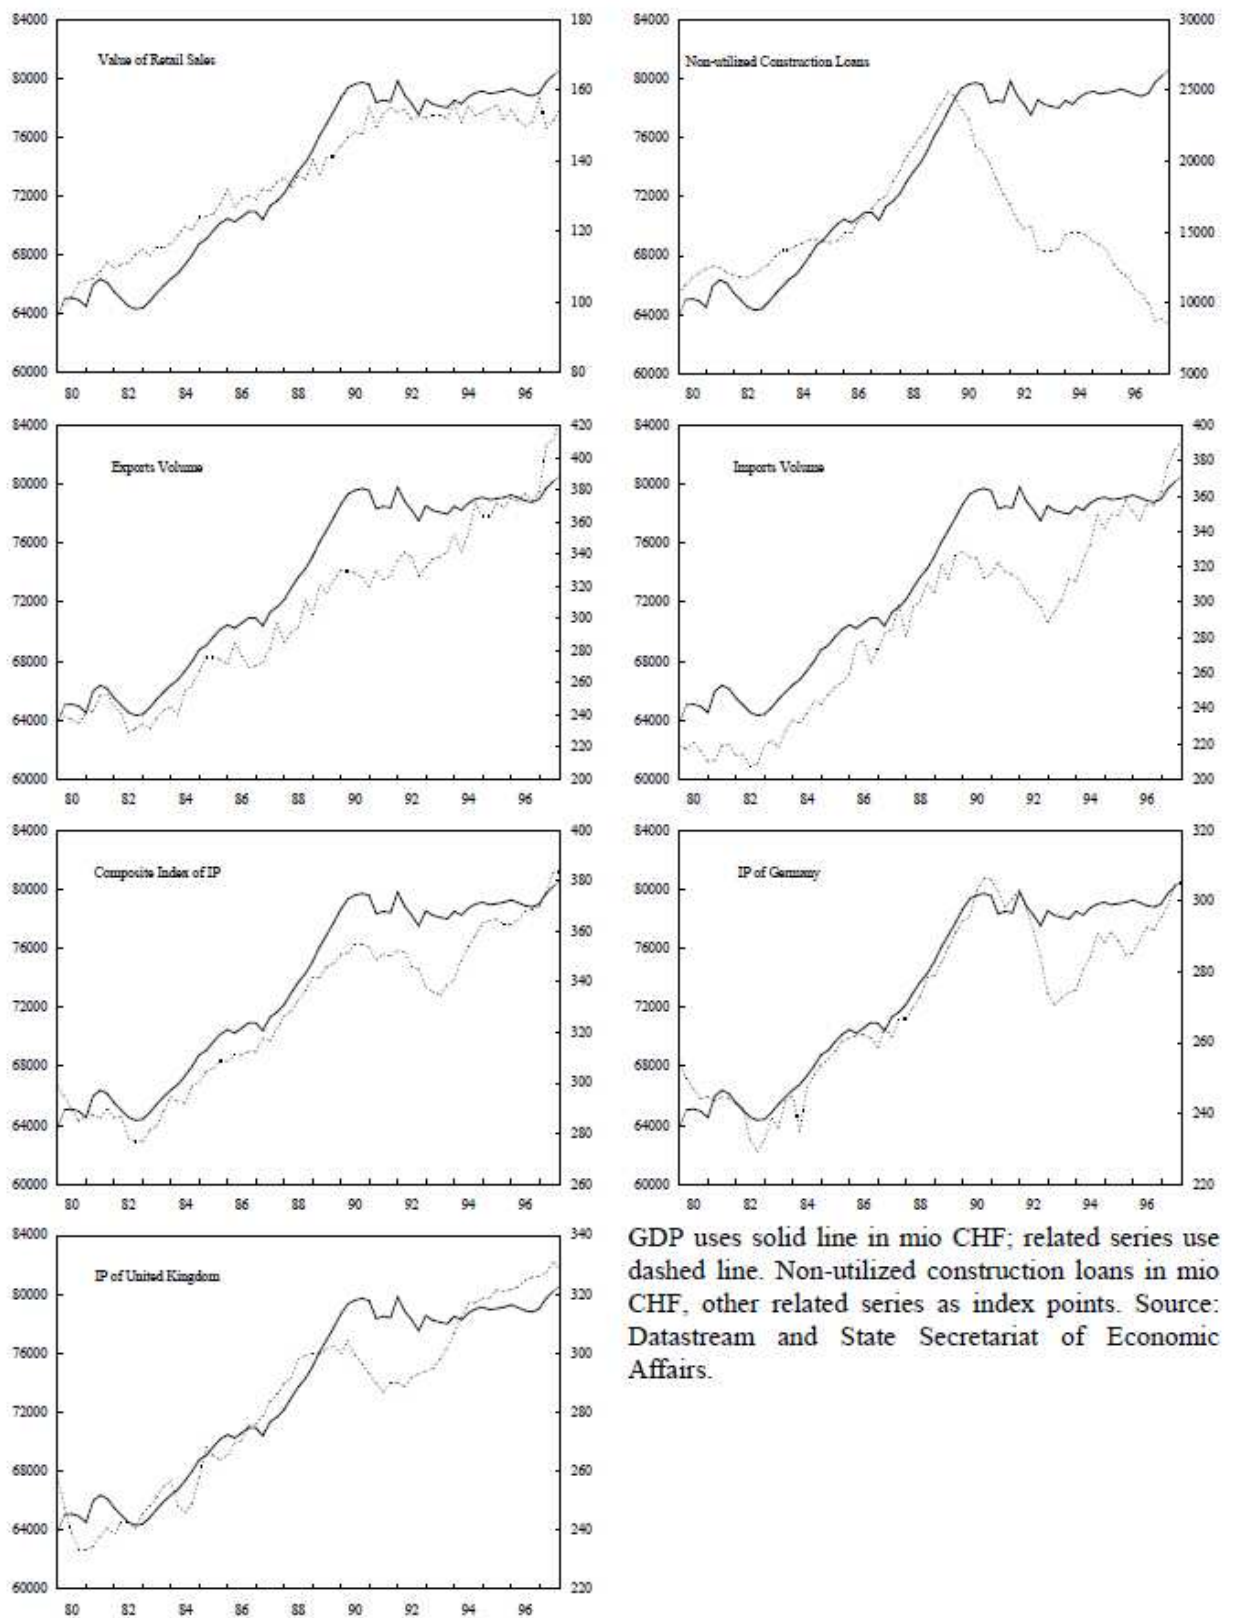 84000 180 84000 30000
Value of Retail Sales Non-utilized Construction Loans
80000 160 80000 25000
76000 76000
140 20000
72000 72000
120 15000
68000 68000
64000 100 64000 10000
60000 80 60000 5000
80 82 84 86 88 90 92 94 96 80 82 84 86 88 90 92 94 96
84000 420 84000 400
400
Exports Volume Imports Volume
380
80000 380 80000
360 360
76000 76000
340 340
320 320
72000 72000
300 300
280 280
68000 68000
260 260
64000 240 64000 240
220 220
60000 200 60000 200
80 82 84 86 88 90 92 94 96 80 82 84 86 88 90 92 94 96
84000 400 84000 320
Composite Index of IP IP of Germany
80000 380 80000 300
360
76000 76000
340 280
72000 72000
320 260
68000 68000
300
64000 64000 240
280
60000 260 60000 220
80 82 84 86 88 90 92 94 96 80 82 84 86 88 90 92 94 96
84000 340
IP of United Kingdom
80000 320
76000 300
72000 280
68000 260
64000 240
60000 220
80 82 84 86 88 90 92 94 96
GDP uses solid line in mio CHF; related series use
dashed line. Non-utilized construction loans in mio
CHF, other related series as index points. Source:
Datastream and State Secretariat of Economic
Affairs.